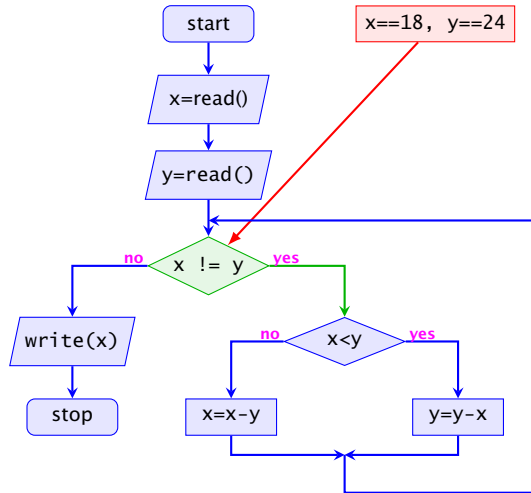 start
x==18, y==24
x=read()
y=read()
no
x != y
yes
write(x)
no
x<y
yes
stop
x=x-y
y=y-x